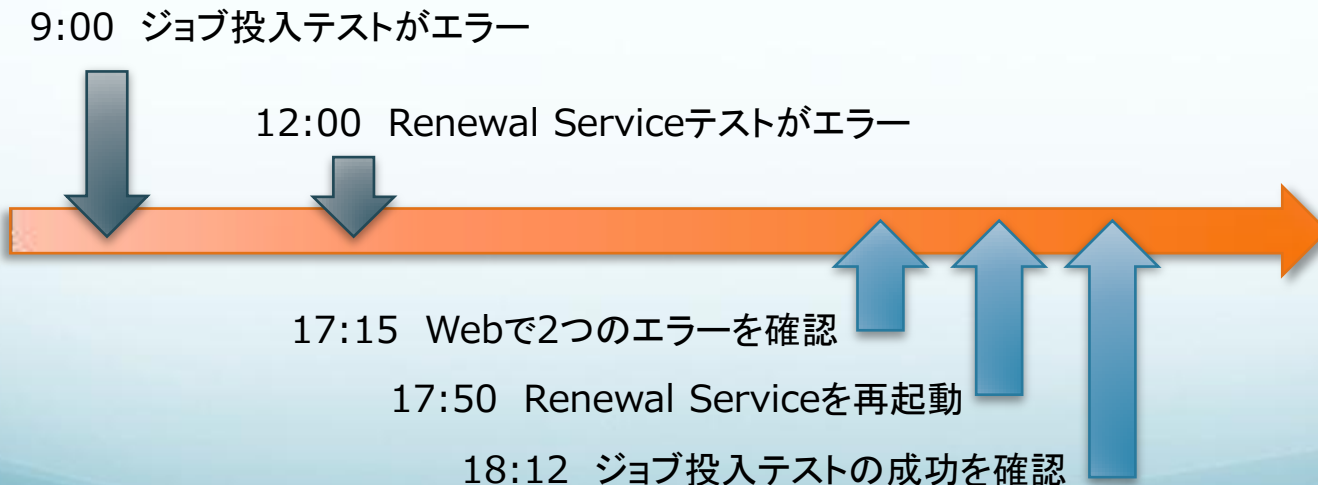 9:00 ジョブ投入テストがエラー
12:00 Renewal Serviceテストがエラー
17:15 Webで2つのエラーを確認
17:50 Renewal Serviceを再起動
18:12 ジョブ投入テストの成功を確認